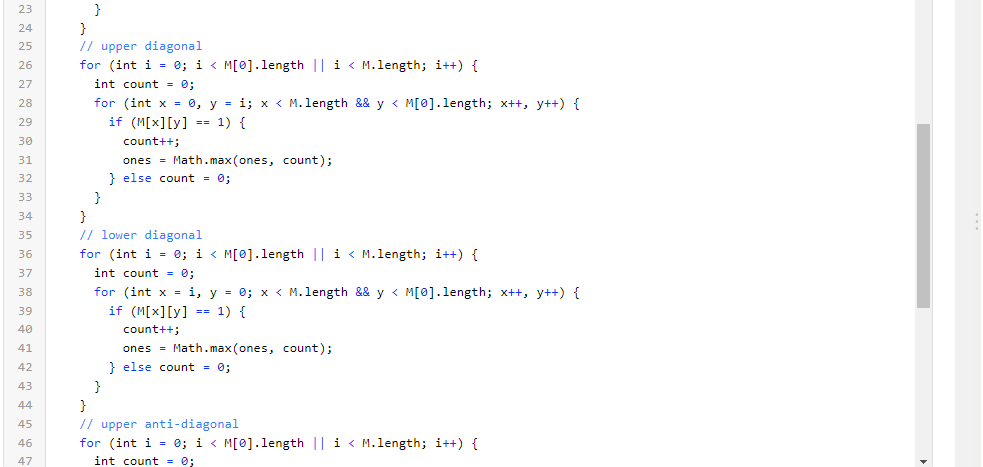 23       }
24     }
25     // upper diagonal
26     for (int i = 0; i < M[0].length || i < M.length; i++) {
27       int count = 0;
28       for (int x = 0, y = i; x < M.length && y < M[0].length; x++, y++) {
29         if (M[x][y] == 1) {
30           count++;
31           ones = Math.max(ones, count);
32         } else count = 0;
33       }
34     }
35     // lower diagonal
36     for (int i = 0; i < M[0].length || i < M.length; i++) {
37       int count = 0;
38       for (int x = i, y = 0; x < M.length && y < M[0].length; x++, y++) {
39         if (M[x][y] == 1) {
40           count++;
41           ones = Math.max(ones, count);
42         } else count = 0;
43       }
44     }
45     // upper anti-diagonal
46     for (int i = 0; i < M[0].length || i < M.length; i++) {
47       int count = 0;